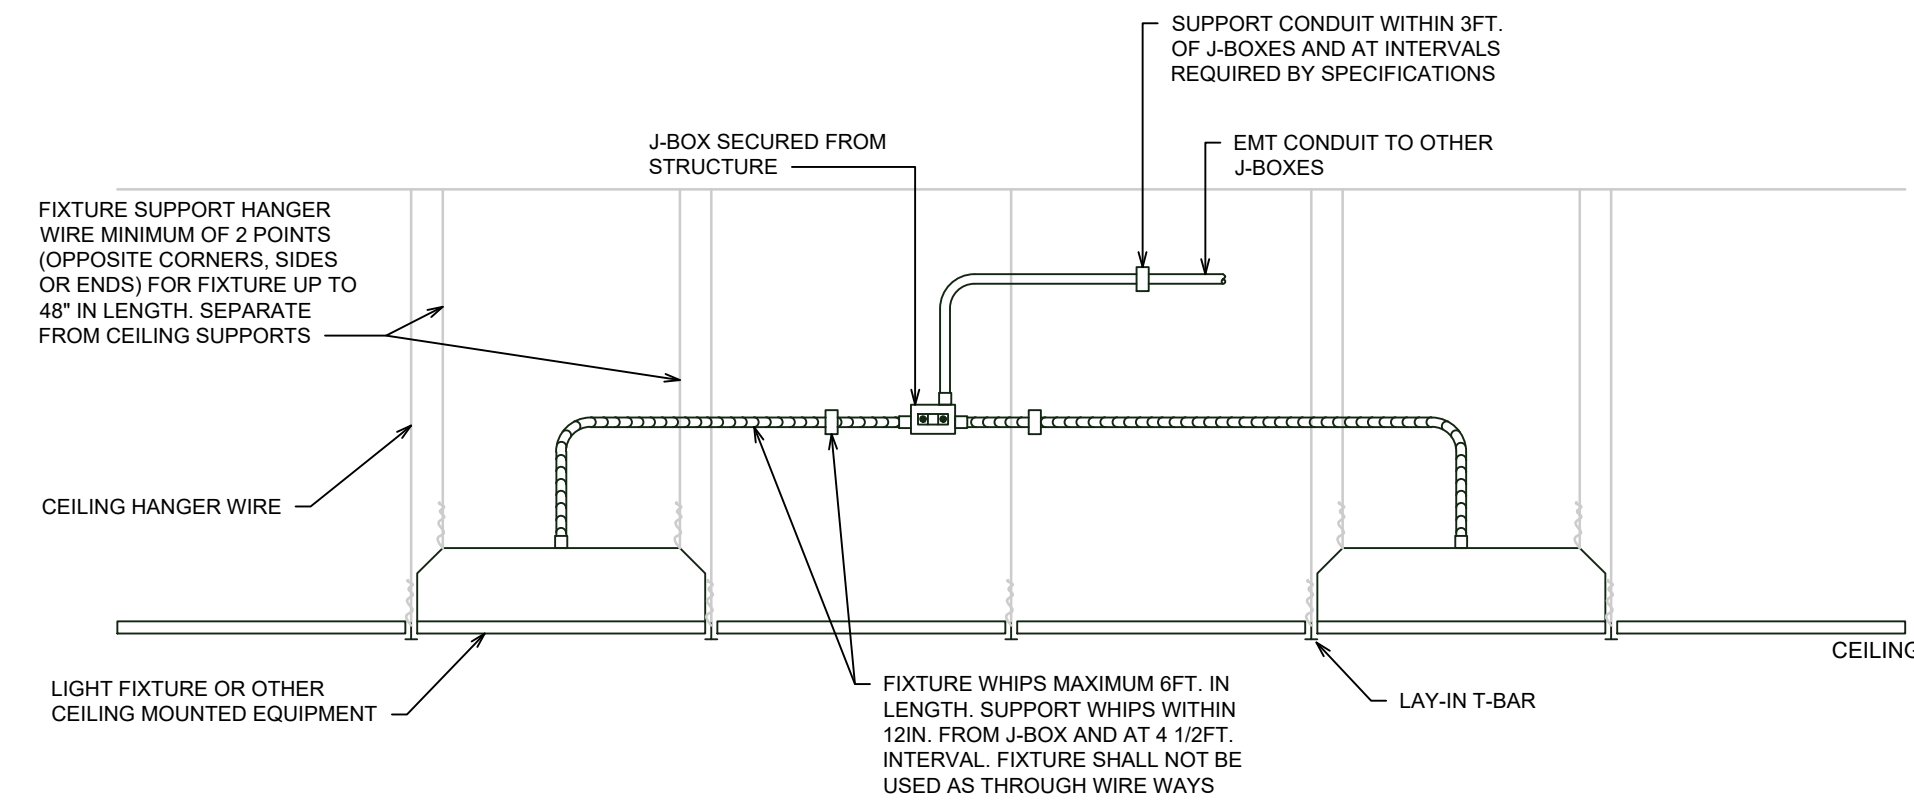 SUPPORT CONDUIT WITHIN 3FT.
OF J-BOXES AND AT INTERVALS
REQUIRED BY SPECIFICATIONS
J-BOX SECURED FROM
STRUCTURE
EMT CONDUIT TO OTHER
J-BOXES
FIXTURE SUPPORT HANGER
WIRE MINIMUM OF 2 POINTS
(OPPOSITE CORNERS, SIDES
OR ENDS) FOR FIXTURE UP TO
48" IN LENGTH. SEPARATE
FROM CEILING SUPPORTS
CEILING HANGER WIRE
CEILING
LIGHT FIXTURE OR OTHER
CEILING MOUNTED EQUIPMENT
FIXTURE WHIPS MAXIMUM 6FT. IN
LENGTH. SUPPORT WHIPS WITHIN
12IN. FROM J-BOX AND AT 4 1/2FT.
INTERVAL. FIXTURE SHALL NOT BE
USED AS THROUGH WIRE WAYS
LAY-IN T-BAR